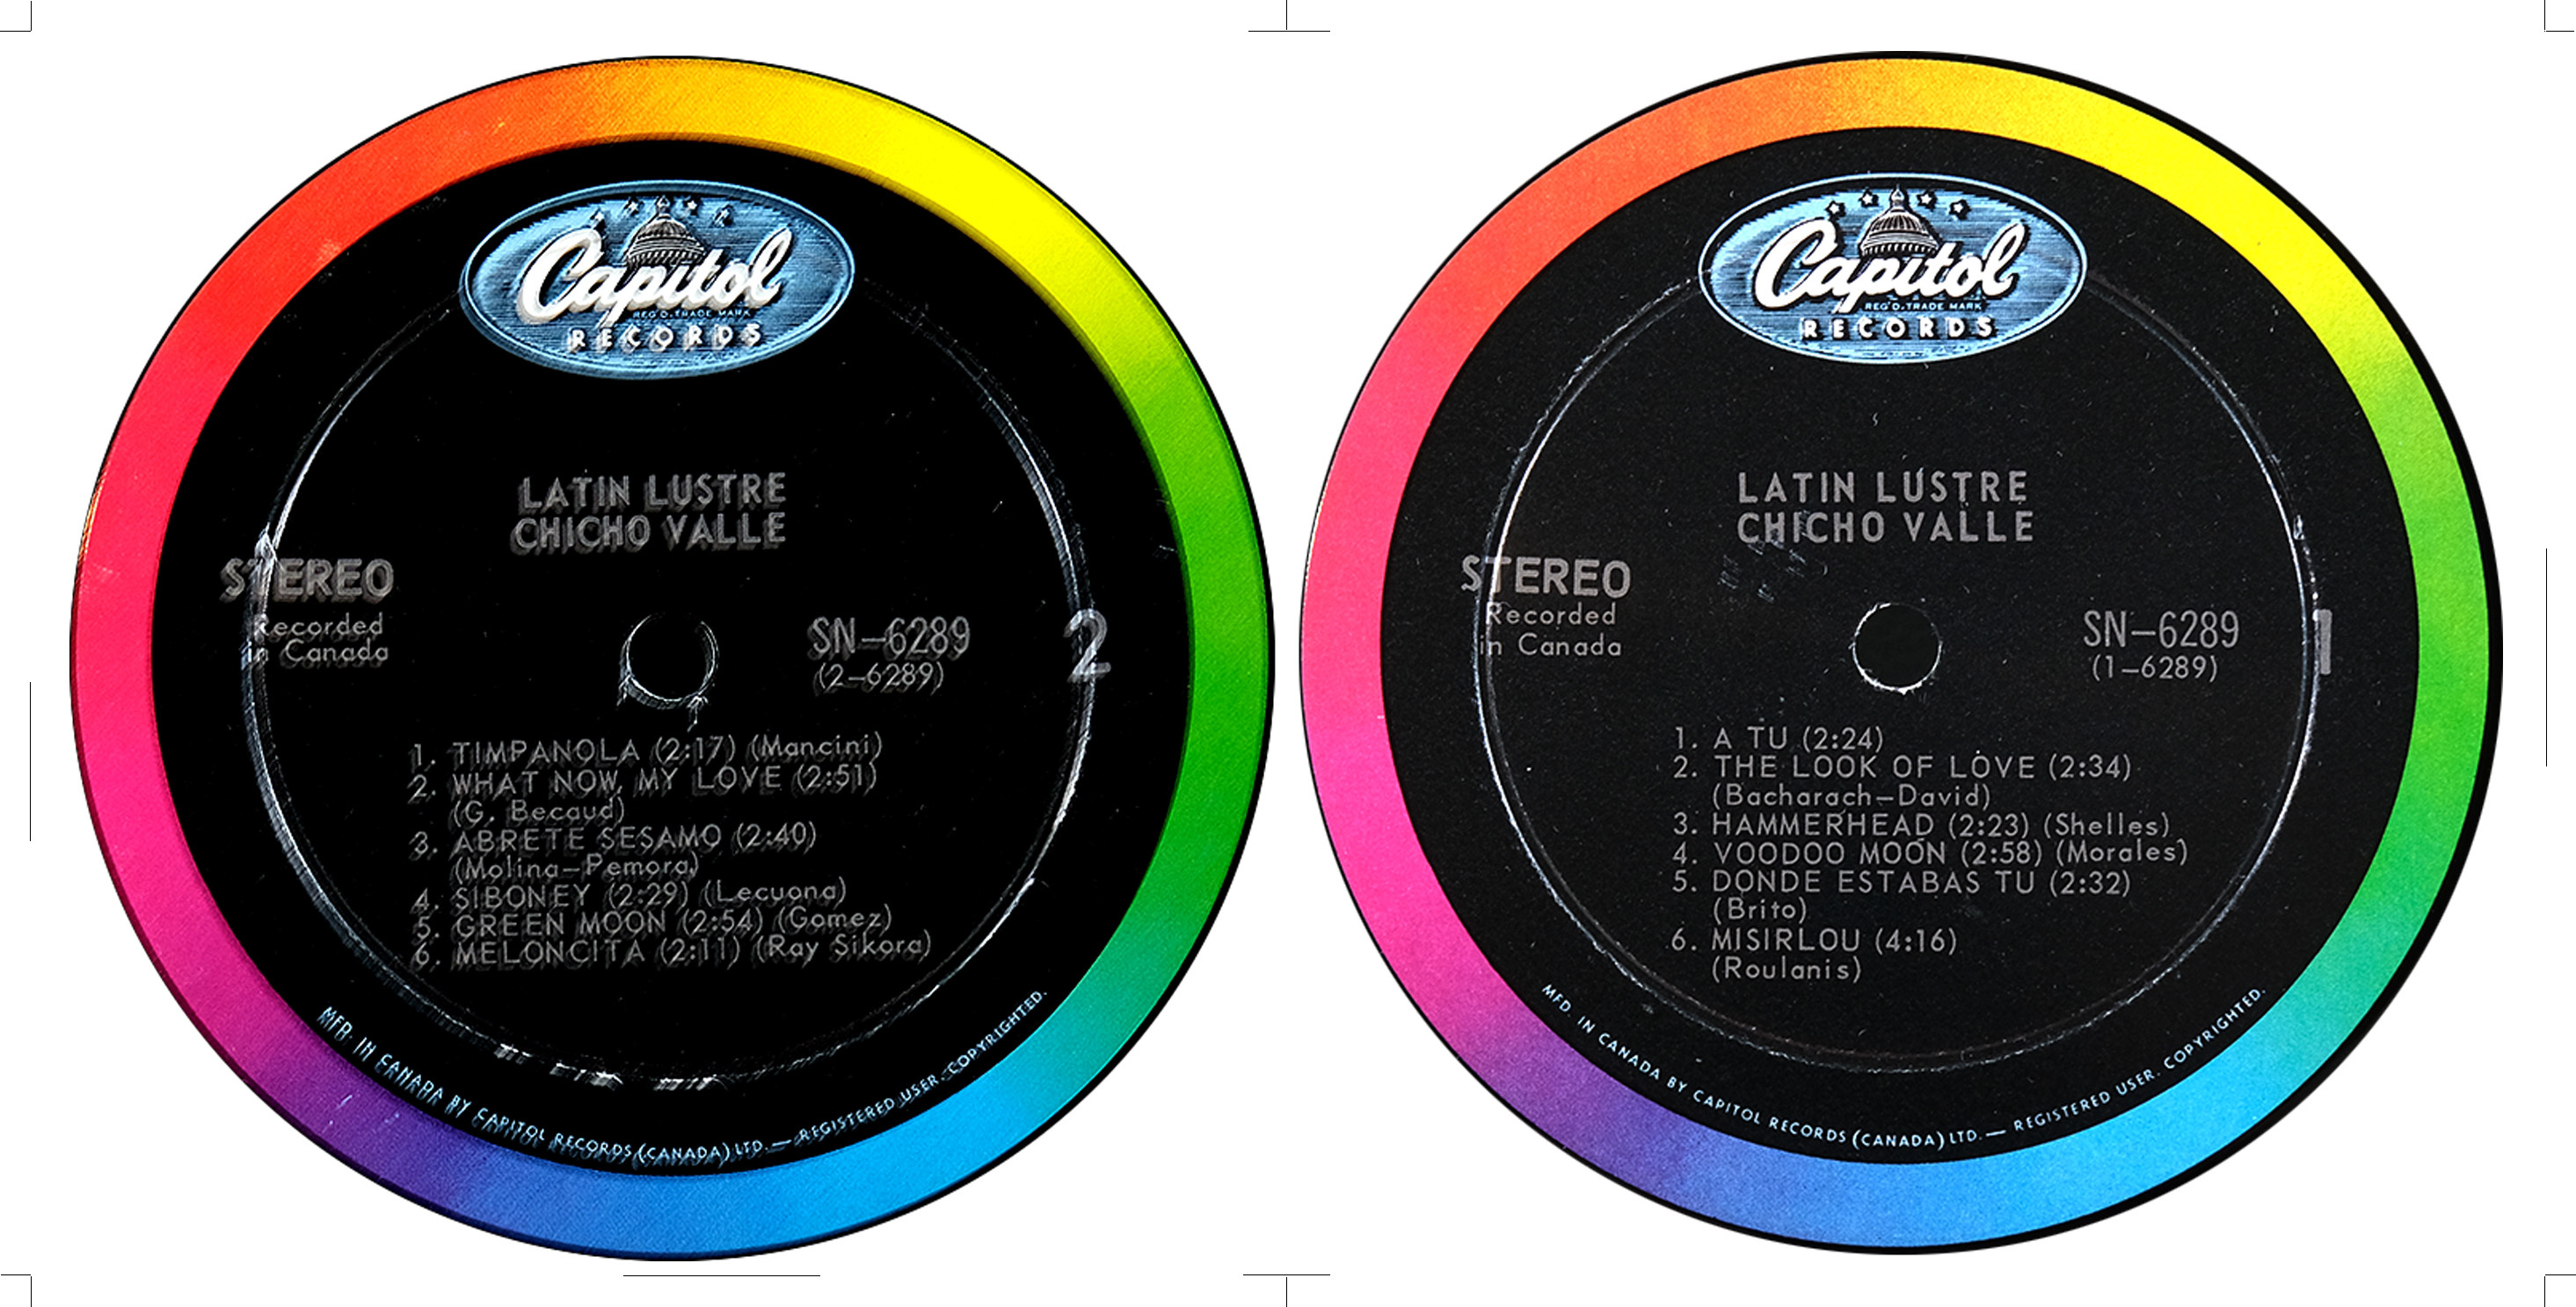 Capitol
REG'D. TRADE MARK
RECORDS
LATIN LUSTRE
CHICHO VALLE
STEREO
Recorded
in Canada
SN-6289
(2-6289)
2
1. TIMPANOLA (2:17) (Mancini)
2. WHAT NOW, MY LOVE (2:51)
(G. Becaud)
3. ABRETE SESAMO (2:40)
(Molina-Pemora)
4. SIBONEY (2:29) (Lecuona)
5. GREEN MOON (2:54) (Gomez)
6. MELONCITA (2:11) (Ray Sikora)
MFD. IN CANADA BY CAPITOL RECORDS (CANADA) LTD. — REGISTERED USER. COPYRIGHTED.
Capitol
REG'D. TRADE MARK
RECORDS
LATIN LUSTRE
CHICHO VALLE
STEREO
Recorded
in Canada
SN-6289
(1-6289)
1
1. A TU (2:24)
2. THE LOOK OF LOVE (2:34)
(Bacharach-David)
3. HAMMERHEAD (2:23) (Shelles)
4. VOODOO MOON (2:58) (Morales)
5. DONDE ESTABAS TU (2:32)
(Brito)
6. MISIRLOU (4:16)
(Roulanis)
MFD. IN CANADA BY CAPITOL RECORDS (CANADA) LTD. — REGISTERED USER. COPYRIGHTED.